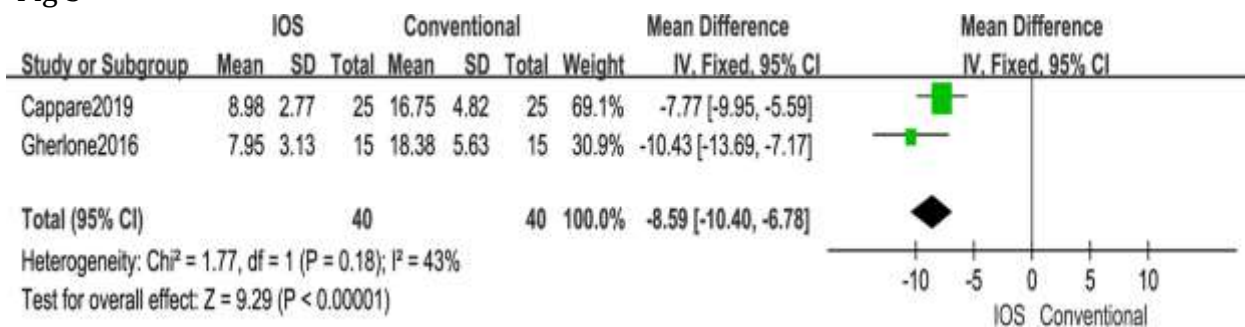 IOS Conventional Mean Difference Mean Difference
Study or Subgroup Mean SD Total Mean SD Total Weight IV, Fixed, 95% CI IV, Fixed, 95% CI
Cappare2019 8.98 2.77 25 16.75 4.82 25 69.1% -7.77 [-9.95, -5.59]
Gherlone2016 7.95 3.13 15 18.38 5.63 15 30.9% -10.43 [-13.69, -7.17]
Total (95% CI) 40 40 100.0% -8.59 [-10.40, -6.78]
Heterogeneity: Chi² = 1.77, df = 1 (P = 0.18); I² = 43%
Test for overall effect: Z = 9.29 (P < 0.00001)
-10 -5 0 5 10
IOS Conventional